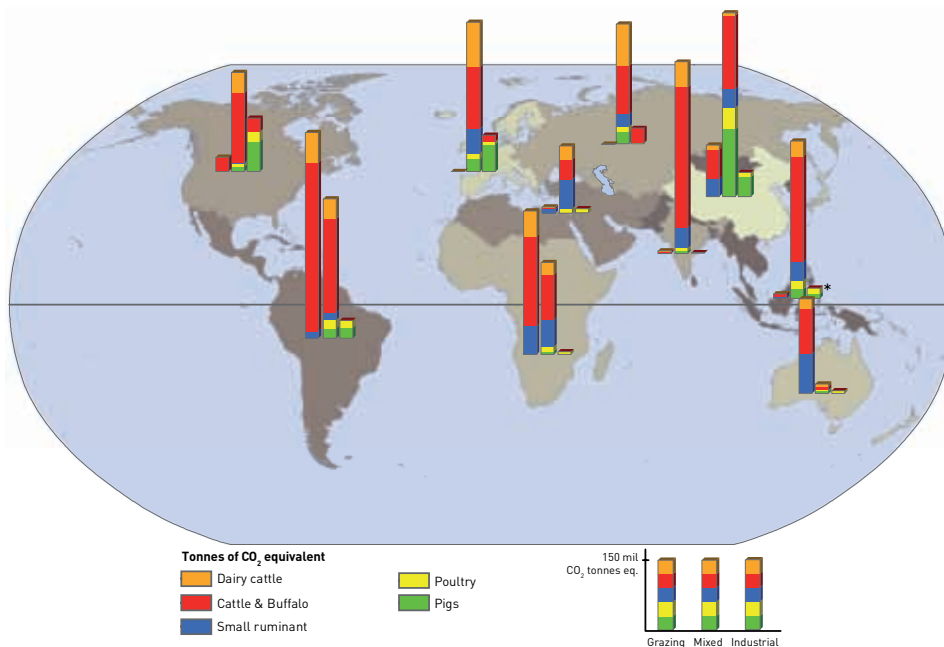 *
Tonnes of CO₂ equivalent
Dairy cattle
Cattle & Buffalo
Small ruminant
Poultry
Pigs
150 mil
CO₂ tonnes eq.
Grazing Mixed Industrial